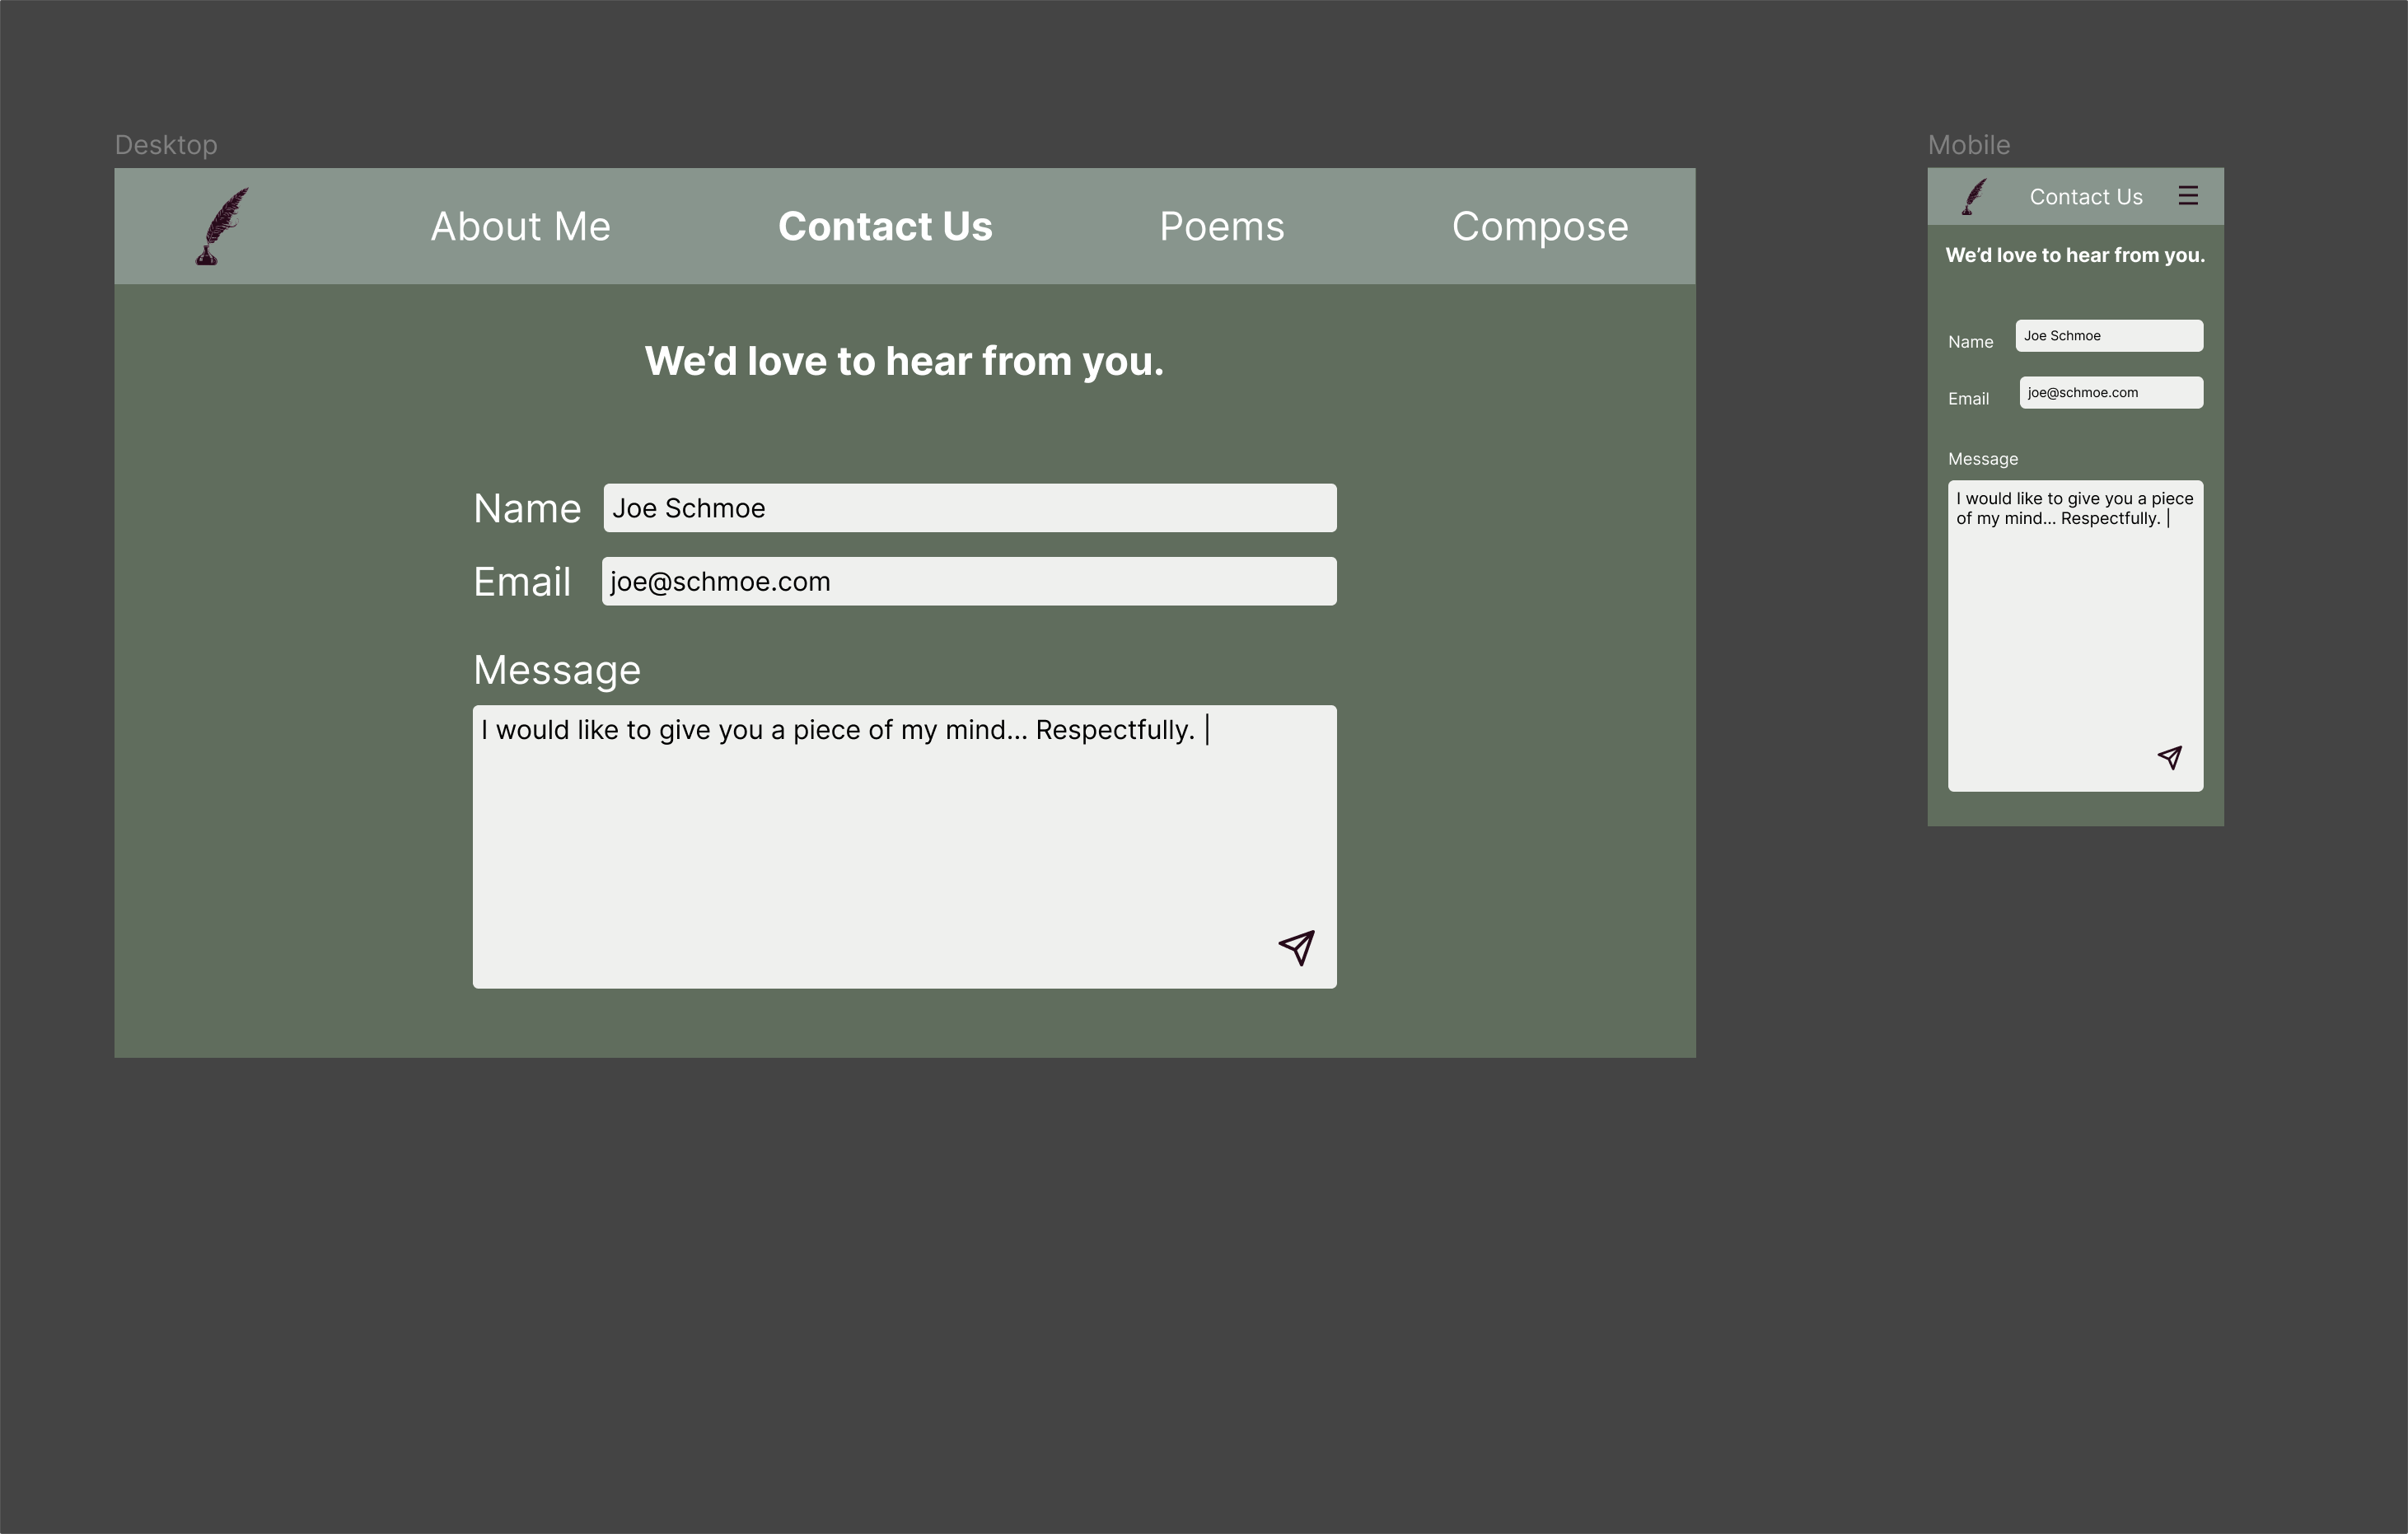 Desktop
About Me
Contact Us
Poems
Compose
We’d love to hear from you.
Name
Joe Schmoe
Email
joe@schmoe.com
Message
I would like to give you a piece of my mind... Respectfully. |
Mobile
Contact Us
We’d love to hear from you.
Name
Joe Schmoe
Email
joe@schmoe.com
Message
I would like to give you a piece
of my mind... Respectfully. |